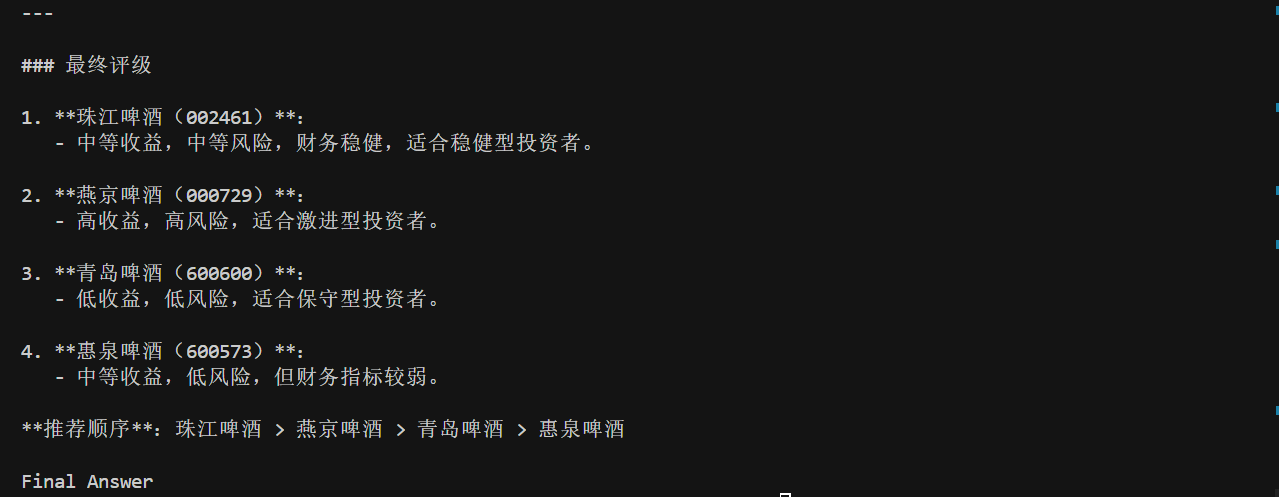 ---
### 最终评级
1. **珠江啤酒（002461）**：
- 中等收益，中等风险，财务稳健，适合稳健型投资者。
2. **燕京啤酒（000729）**：
- 高收益，高风险，适合激进型投资者。
3. **青岛啤酒（600600）**：
- 低收益，低风险，适合保守型投资者。
4. **惠泉啤酒（600573）**：
- 中等收益，低风险，但财务指标较弱。
**推荐顺序**：珠江啤酒 > 燕京啤酒 > 青岛啤酒 > 惠泉啤酒
Final Answer